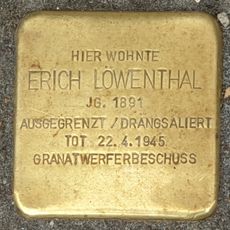 HIER WOHNTE
ERICH LÖWENTHAL
JG. 1891
AUSGEGRENZT / DRANGSALIERT
TOT 22.4.1945
GRANATWERFERBESCHUSS